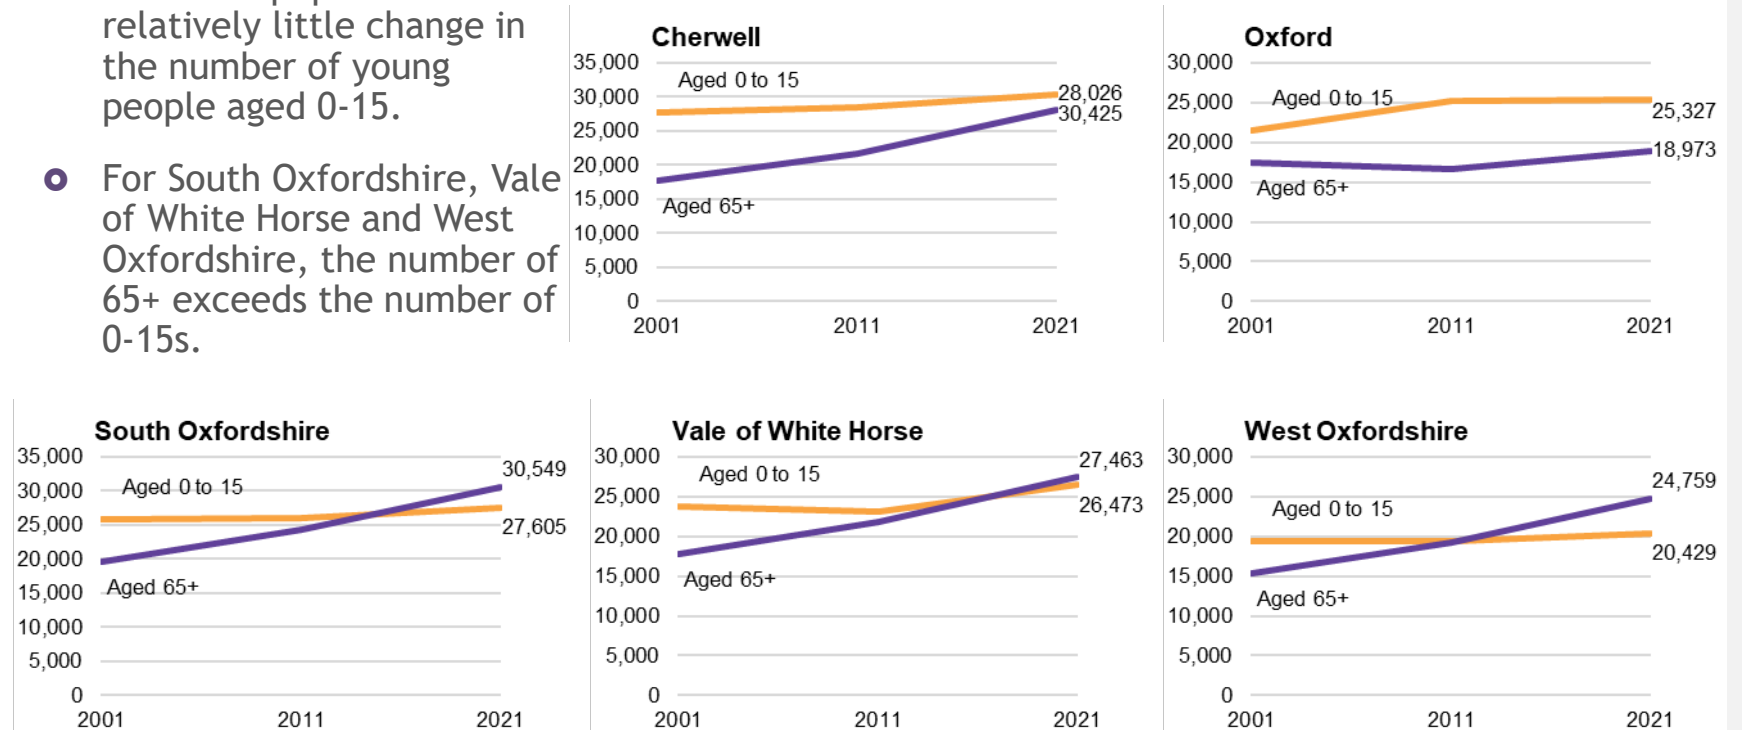 relatively little change in
the number of young
people aged 0-15.
For South Oxfordshire, Vale
of White Horse and West
Oxfordshire, the number of
65+ exceeds the number of
0-15s.
Cherwell
35,000
30,000
25,000
20,000
15,000
10,000
5,000
0
Aged 0 to 15
Aged 65+
28,026
30,425
2001 2011 2021
Oxford
30,000
25,000
20,000
15,000
10,000
5,000
0
Aged 0 to 15
Aged 65+
25,327
18,973
2001 2011 2021
South Oxfordshire
35,000
30,000
25,000
20,000
15,000
10,000
5,000
0
Aged 0 to 15
Aged 65+
30,549
27,605
2001 2011 2021
Vale of White Horse
30,000
25,000
20,000
15,000
10,000
5,000
0
Aged 0 to 15
Aged 65+
27,463
26,473
2001 2011 2021
West Oxfordshire
30,000
25,000
20,000
15,000
10,000
5,000
0
Aged 0 to 15
Aged 65+
24,759
20,429
2001 2011 2021